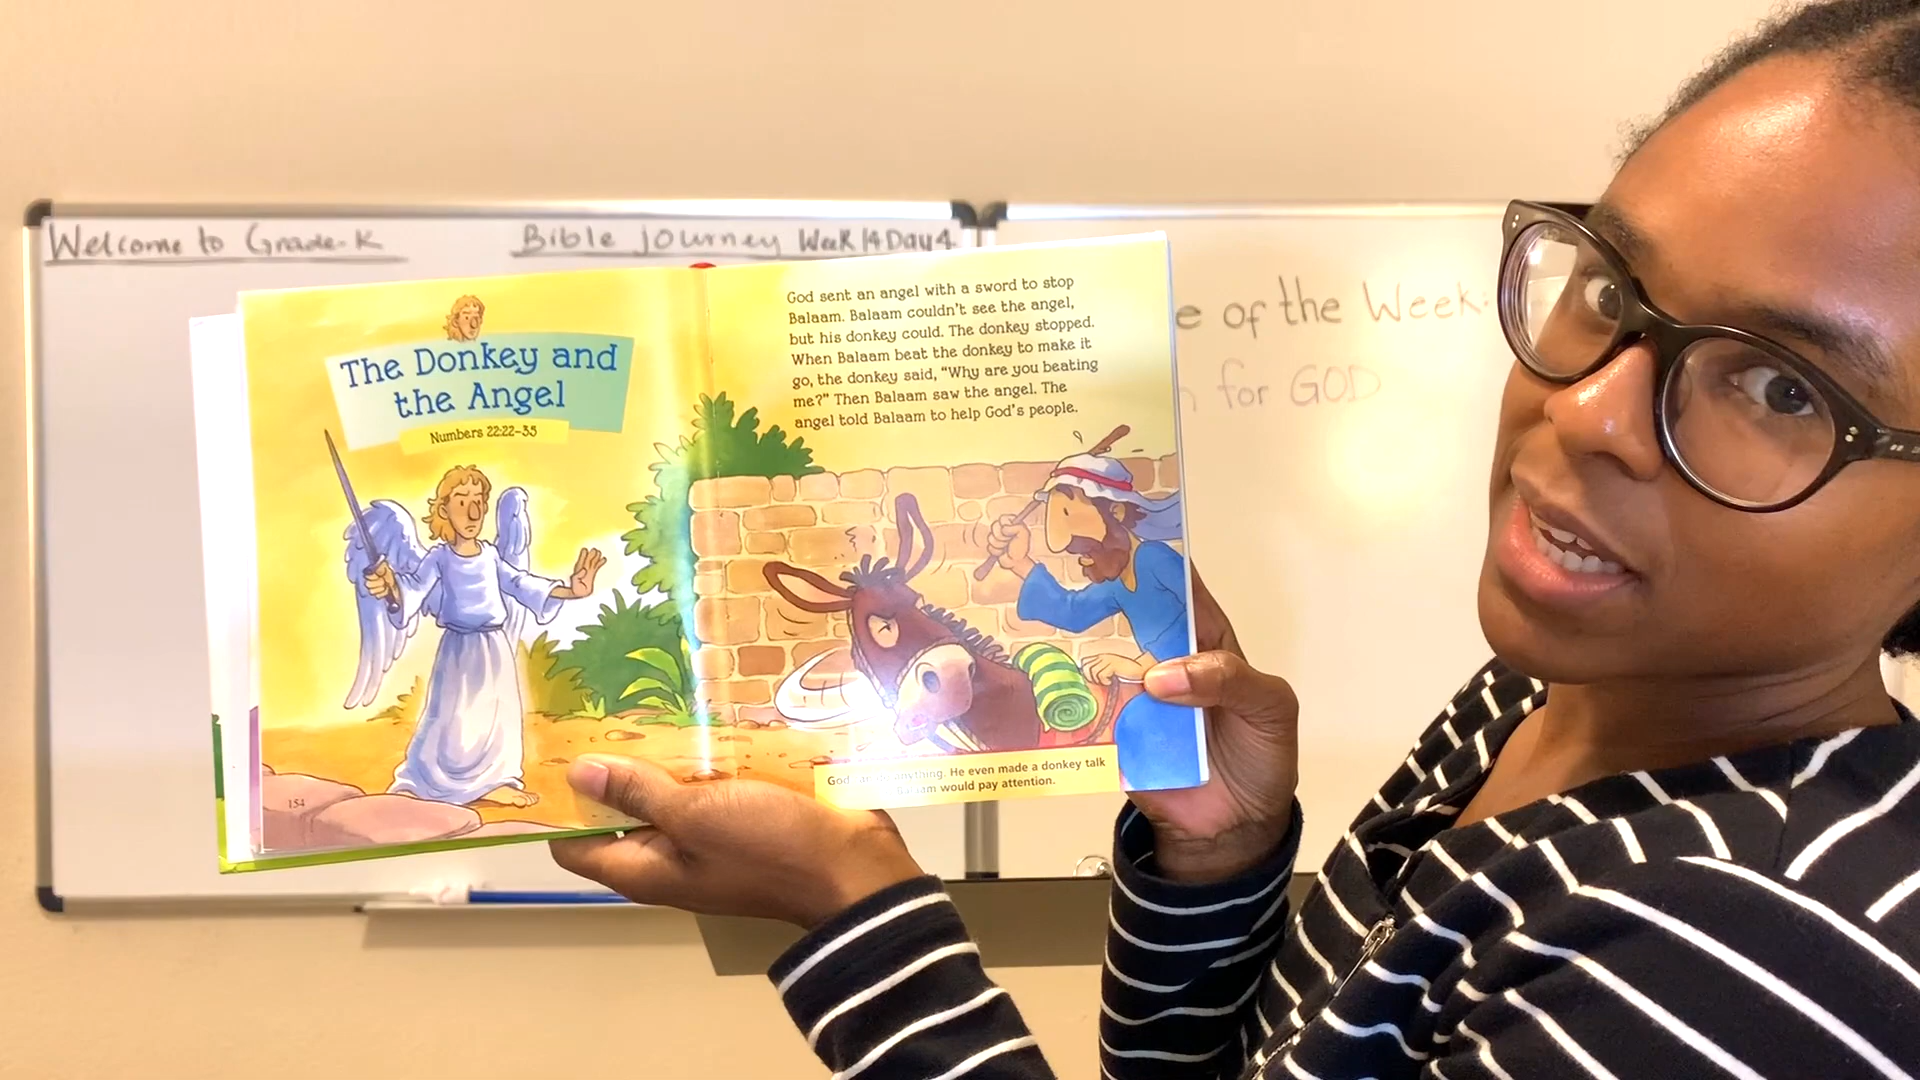 Welcome to Grade-K
Bible journey Week 14 Day 4
e of the Week:
for GOD
The Donkey and
the Angel
Numbers 22:22–35
154
God sent an angel with a sword to stop
Balaam. Balaam couldn't see the angel,
but his donkey could. The donkey stopped.
When Balaam beat the donkey to make it
go, the donkey said, "Why are you beating
me?" Then Balaam saw the angel. The
angel told Balaam to help God's people.
God can do anything. He even made a donkey talk
Balaam would pay attention.